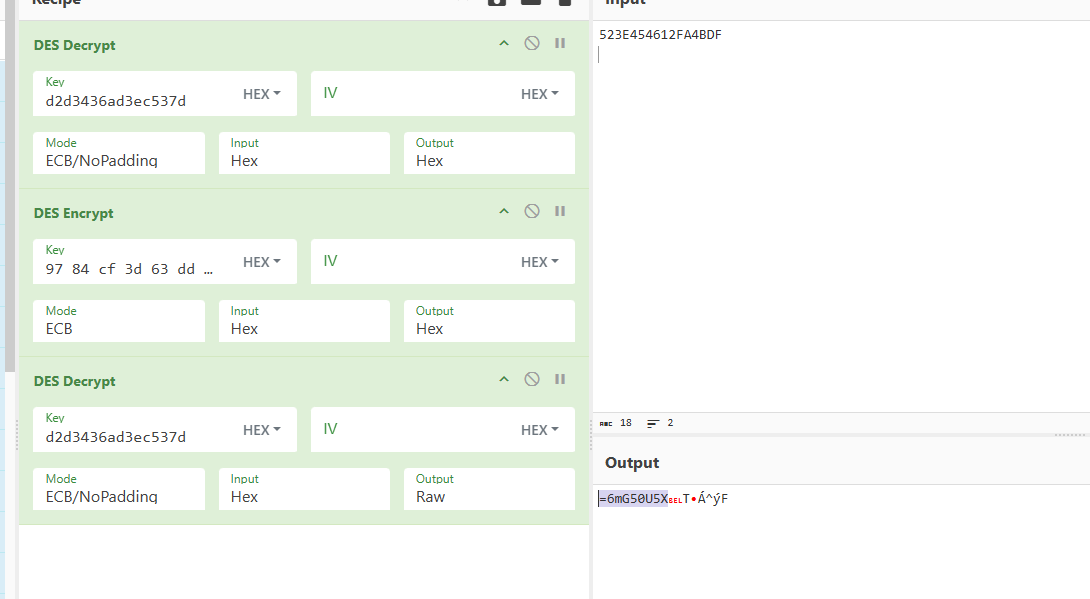 Recipe
DES Decrypt
Key
d2d3436ad3ec537d
HEX
IV
HEX
Mode
ECB/NoPadding
Input
Hex
Output
Hex
DES Encrypt
Key
97 84 cf 3d 63 dd …
HEX
IV
HEX
Mode
ECB
Input
Hex
Output
Hex
DES Decrypt
Key
d2d3436ad3ec537d
HEX
IV
HEX
Mode
ECB/NoPadding
Input
Hex
Output
Raw
Input
523E454612FA4BDF
ABC 18 2
Output
=6mG50U5X␇T•Á^ýF